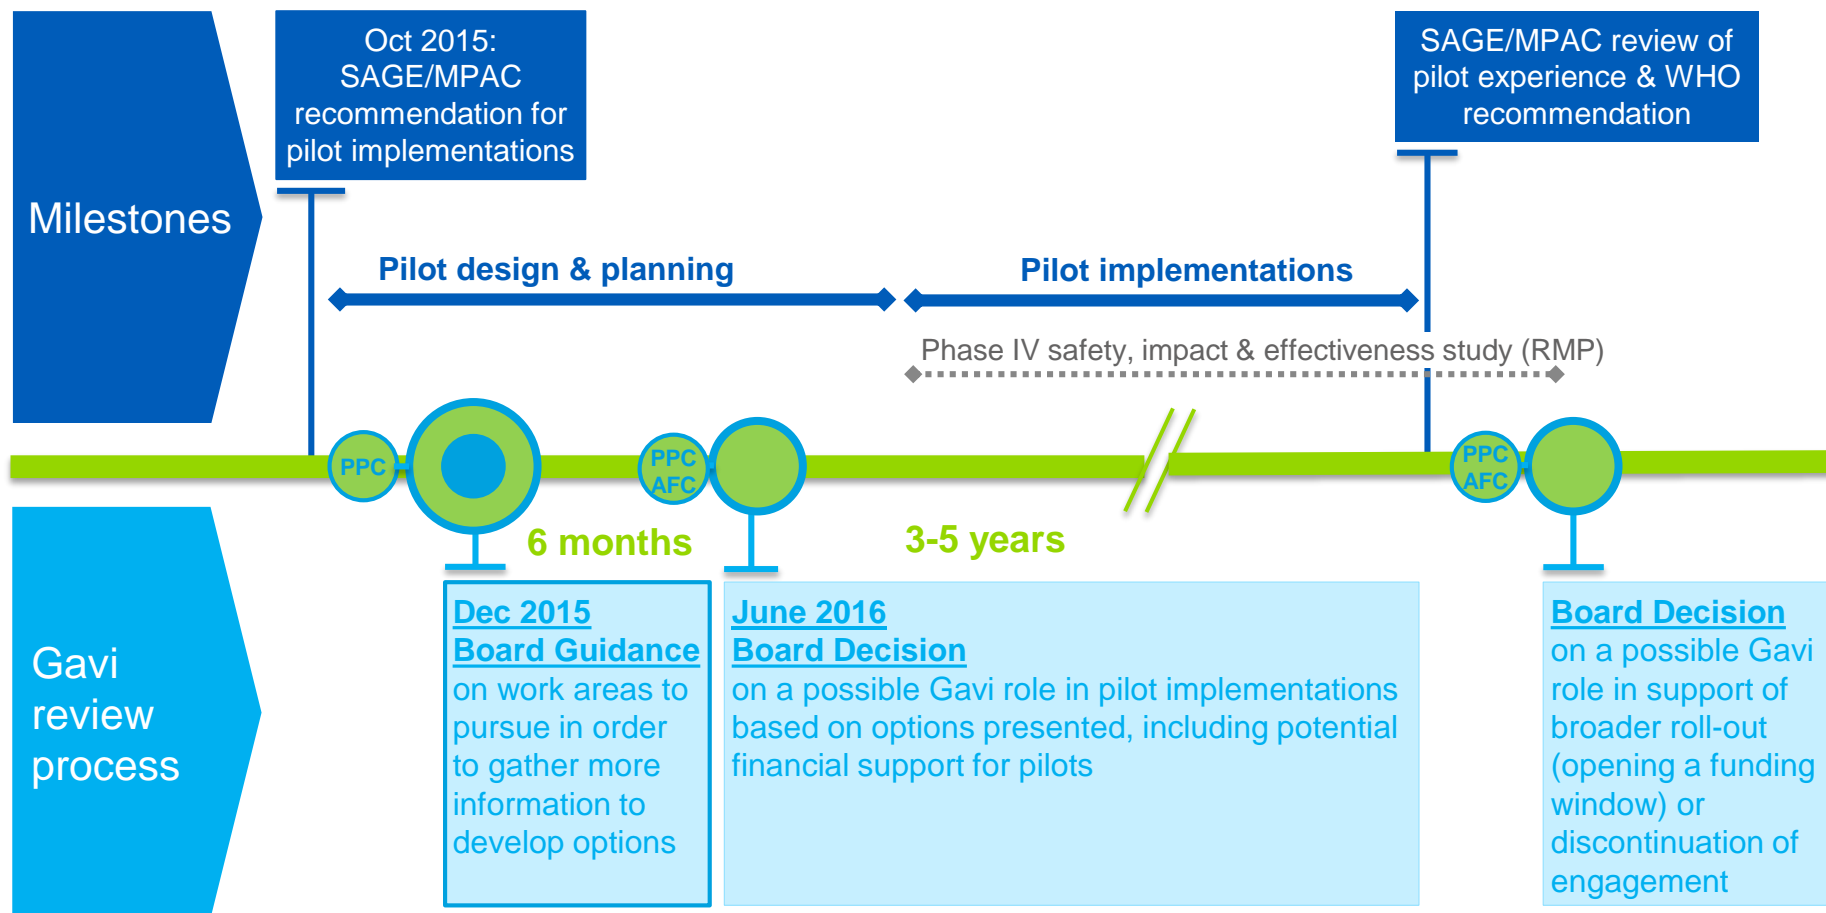 Milestones
Oct 2015:
SAGE/MPAC
recommendation for
pilot implementations
SAGE/MPAC review of
pilot experience & WHO
recommendation
Pilot design & planning
Pilot implementations
Phase IV safety, impact & effectiveness study (RMP)
PPC
PPC
AFC
PPC
AFC
6 months
3-5 years
Gavi
review
process
Dec 2015
Board Guidance
on work areas to
pursue in order
to gather more
information to
develop options
June 2016
Board Decision
on a possible Gavi role in pilot implementations
based on options presented, including potential
financial support for pilots
Board Decision
on a possible Gavi
role in support of
broader roll-out
(opening a funding
window) or
discontinuation of
engagement